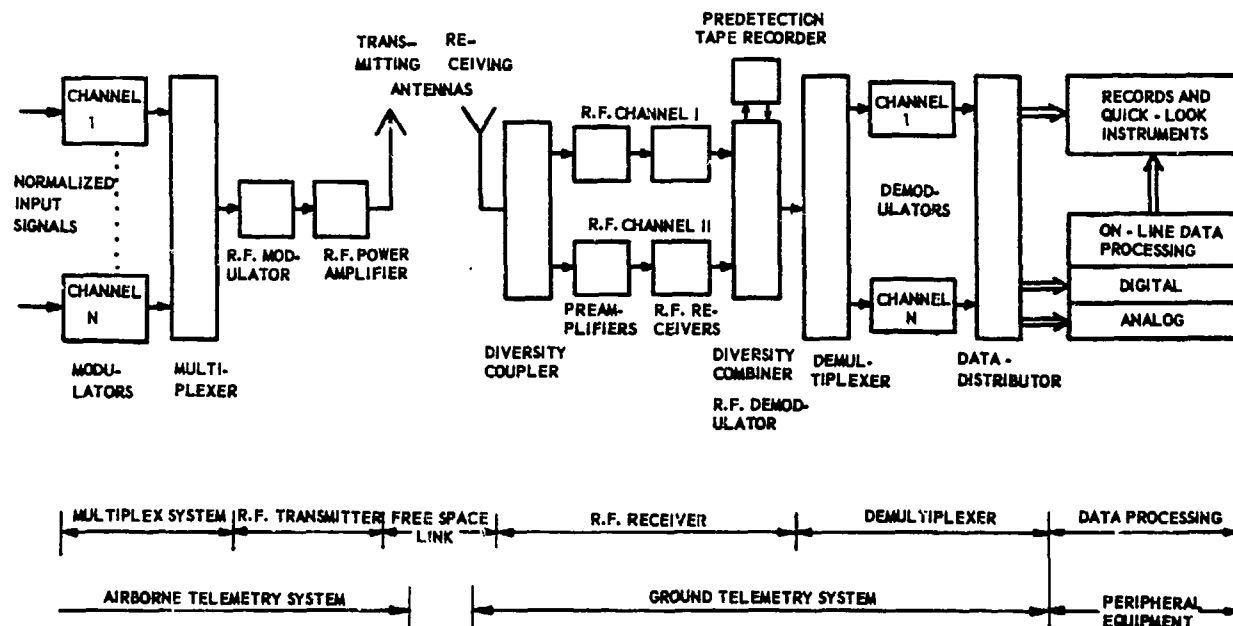 PREDETECTION
TAPE RECORDER
TRANS-
MITTING
RE-
CEIVING
ANTENNAS
CHANNEL
1
NORMALIZED
INPUT
SIGNALS
CHANNEL
N
MODU-
LATORS
MULTI-
PLEXER
R.F. MOD-
ULATOR
R.F. POWER
AMPLIFIER
DIVERSITY
COUPLER
R.F. CHANNEL I
R.F. CHANNEL II
PREAM-
PLIFIERS
R.F. RE-
CEIVERS
DIVERSITY
COMBINER
R.F. DEMOD-
ULATOR
DEMUL-
TIPLEXER
CHANNEL
1
DEMOD-
ULATORS
CHANNEL
N
DATA-
DISTRIBUTOR
RECORDS AND
QUICK - LOOK
INSTRUMENTS
ON - LINE DATA
PROCESSING
DIGITAL
ANALOG
MULTIPLEX SYSTEM
R.F. TRANSMITTER
FREE SPACE
LINK
R.F. RECEIVER
DEMULTIPLEXER
DATA PROCESSING
AIRBORNE TELEMETRY SYSTEM
GROUND TELEMETRY SYSTEM
PERIPHERAL
EQUIPMENT